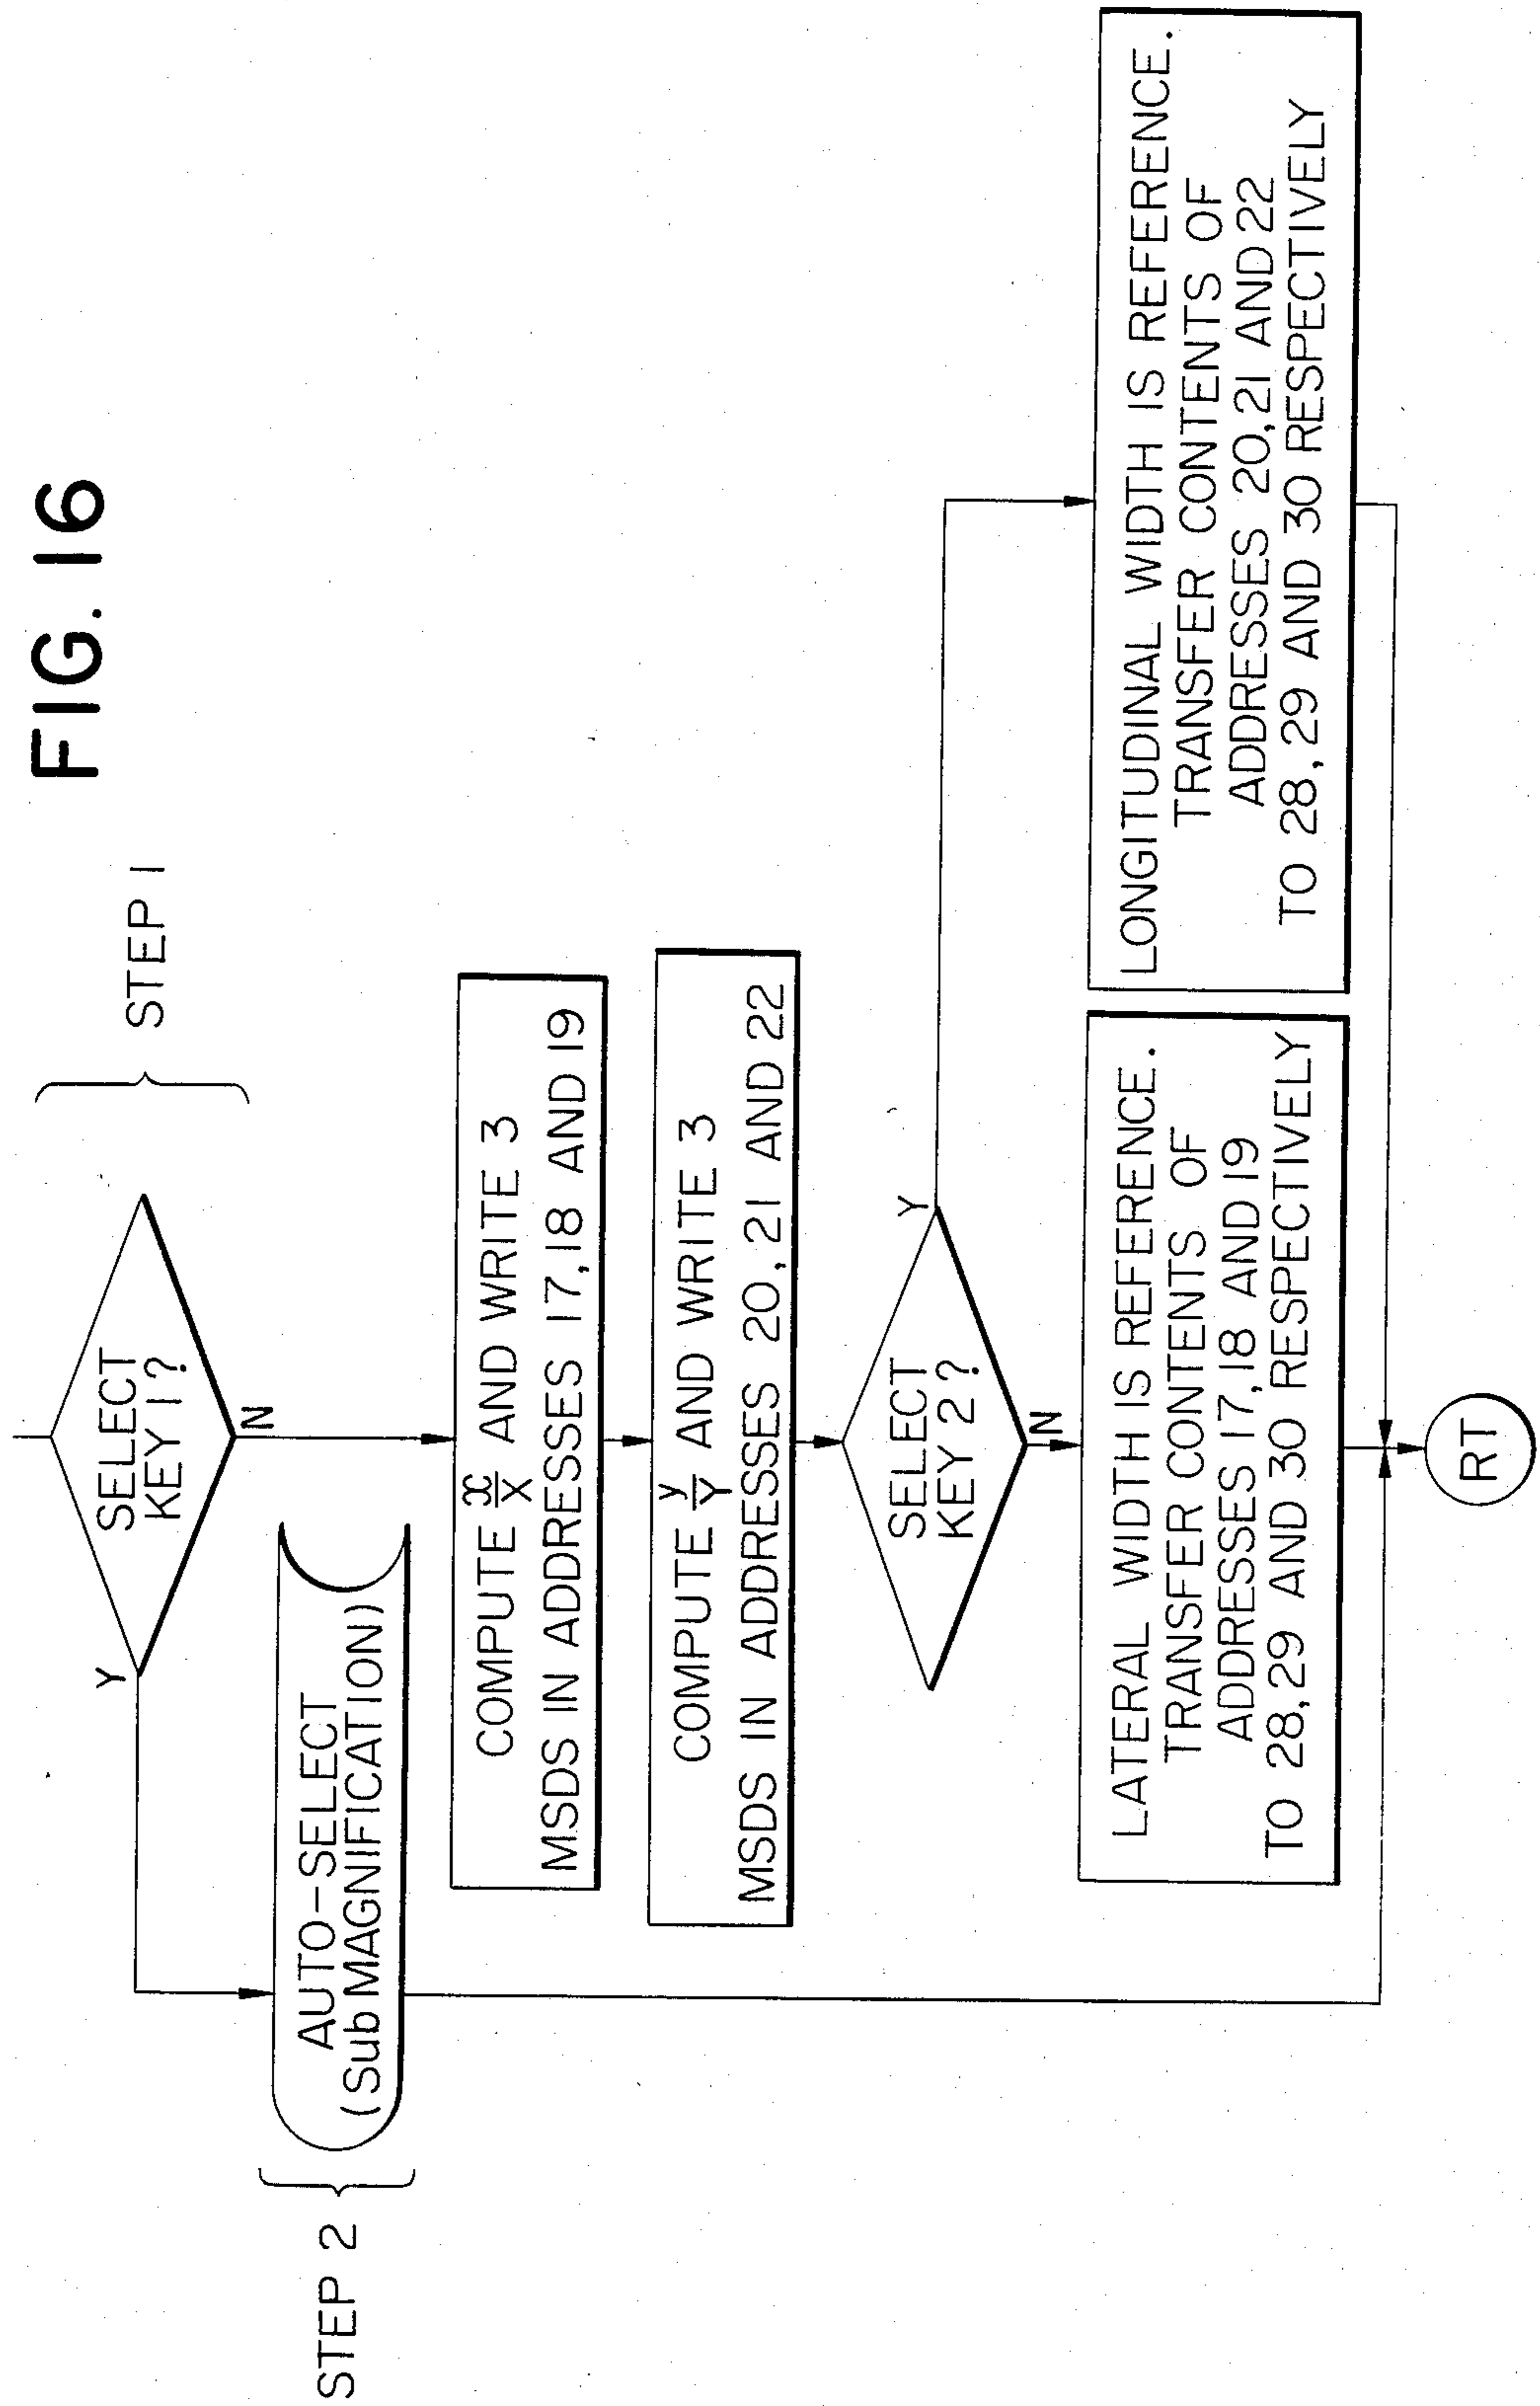 FIG. 16
STEP 1
SELECT
KEY 1?
Y
N
STEP 2
AUTO-SELECT
(Sub MAGNIFICATION)
COMPUTE x/X AND WRITE 3
MSDS IN ADDRESSES 17,18 AND 19
COMPUTE y/Y AND WRITE 3
MSDS IN ADDRESSES 20,21 AND 22
SELECT
KEY 2?
Y
N
LATERAL WIDTH IS REFERENCE.
TRANSFER CONTENTS OF
ADDRESSES 17,18 AND 19
TO 28,29 AND 30 RESPECTIVELY
LONGITUDINAL WIDTH IS REFERENCE.
TRANSFER CONTENTS OF
ADDRESSES 20,21 AND 22
TO 28,29 AND 30 RESPECTIVELY
RT